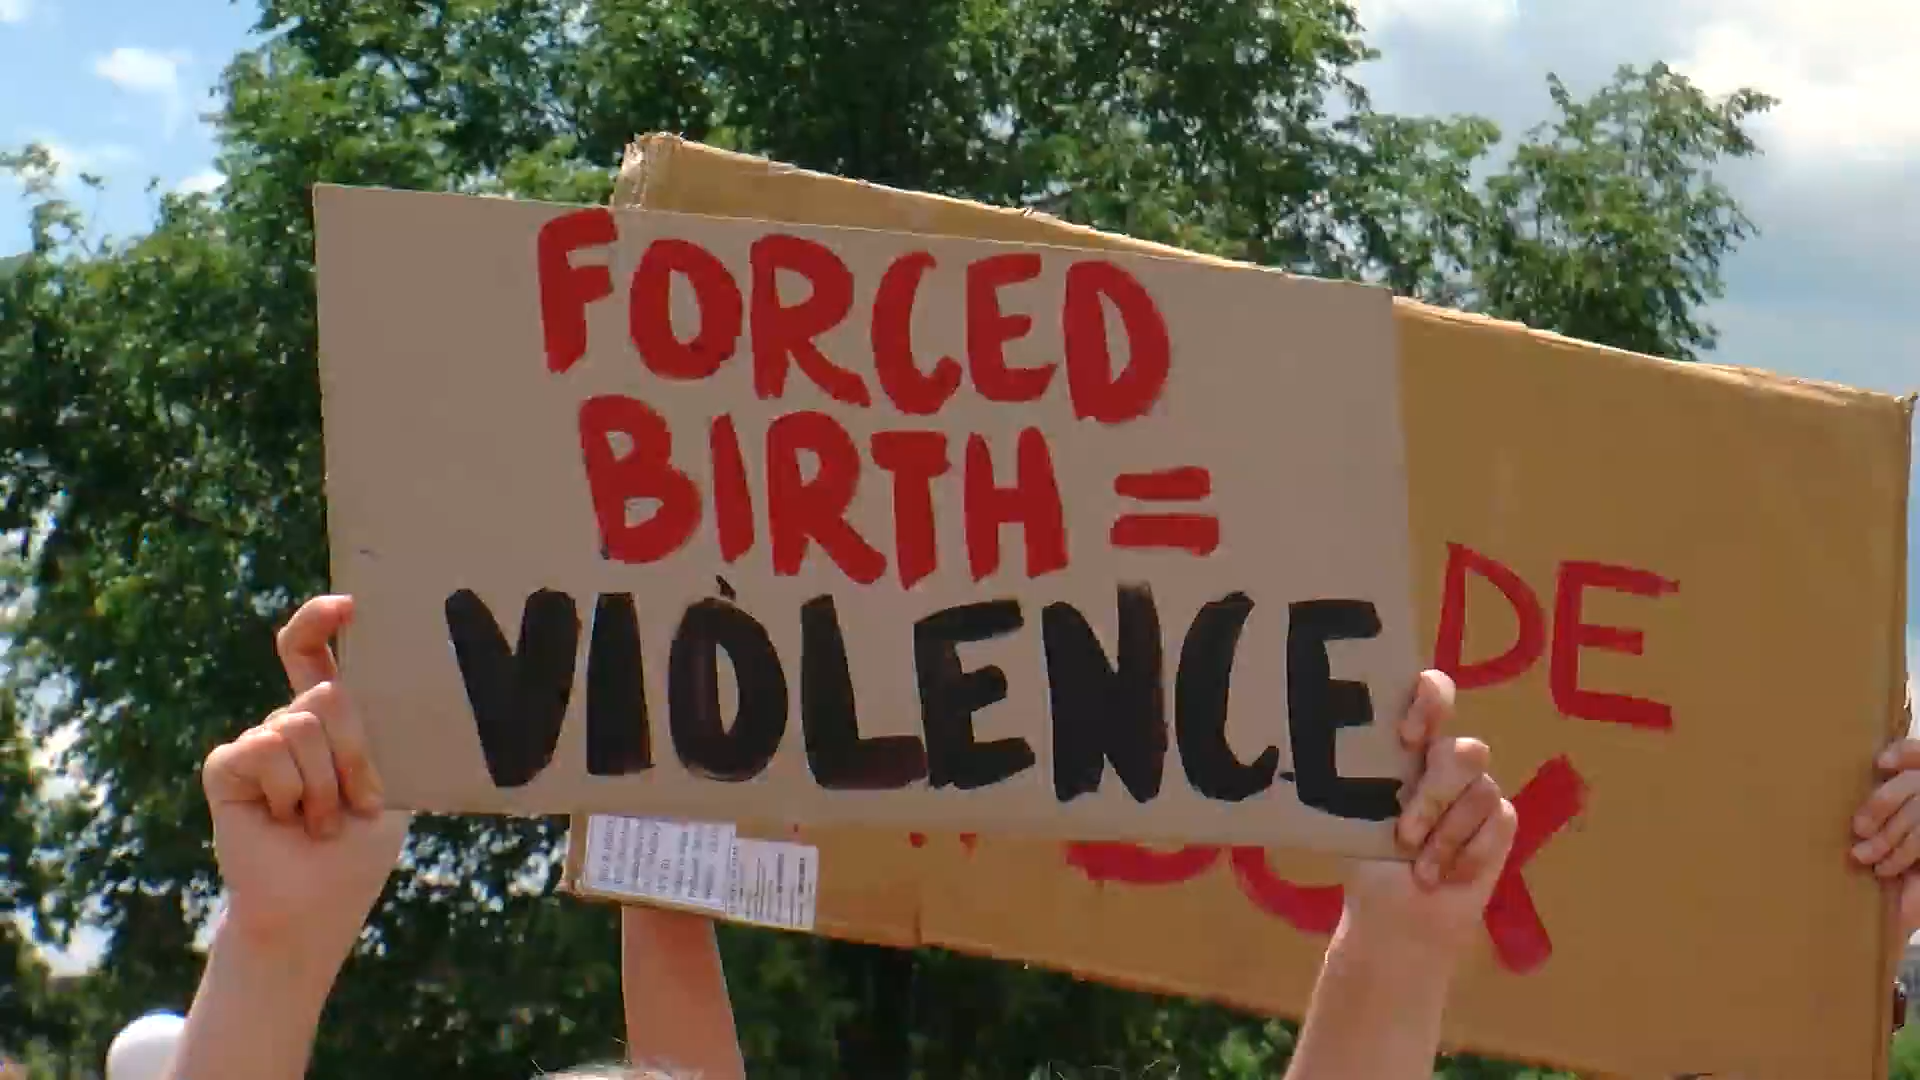 FORCED
BIRTH =
VIOLENCE
DE